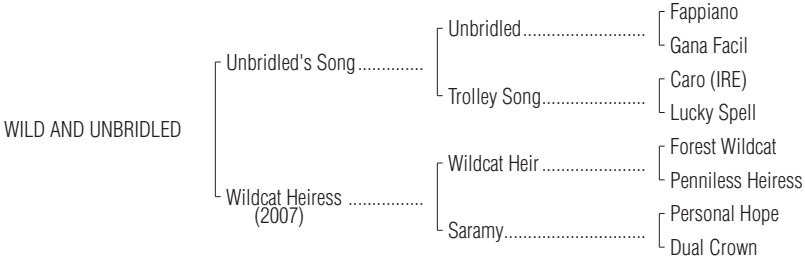 Fappiano
Unbridled..........................
Gana Facil
Unbridled's Song..............
Caro (IRE)
Trolley Song......................
Lucky Spell
WILD AND UNBRIDLED
Forest Wildcat
Wildcat Heir......................
Penniless Heiress
Wildcat Heiress................
(2007)
Personal Hope
Saramy..............................
Dual Crown